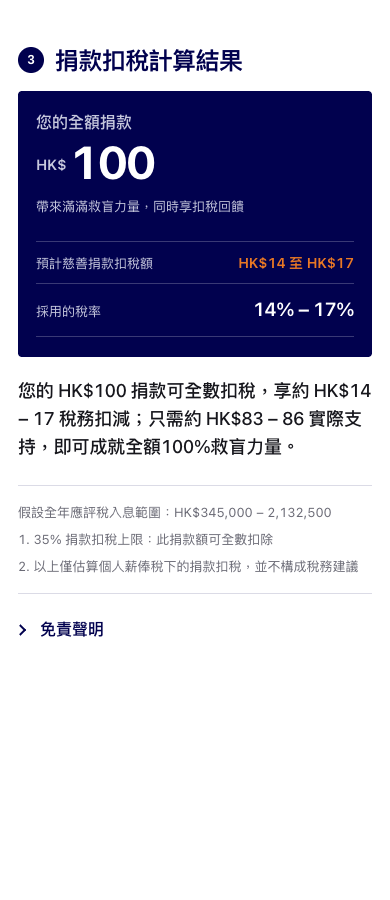 3 捐款扣稅計算結果
您的全額捐款
HK$ 100
帶來滿滿救盲力量，同時享扣稅回饋
預計慈善捐款扣稅額 HK$14 至 HK$17
採用的稅率 14% – 17%
您的 HK$100 捐款可全數扣稅，享約 HK$14
– 17 稅務扣減；只需約 HK$83 – 86 實際支
持，即可成就全額100%救盲力量。
假設全年應評稅入息範圍：HK$345,000 – 2,132,500
1. 35% 捐款扣稅上限：此捐款額可全數扣除
2. 以上僅估算個人薪俸稅下的捐款扣稅，並不構成稅務建議
免責聲明